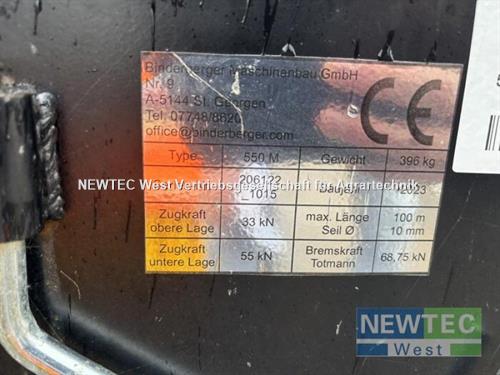 Binderberger Maschinenbau GmbH
Nr. 9
A-5144 St. Georgen
Tel. 07748/8620
office@binderberger.com
CE
Type 550 M Gewicht 396 kg
206122
_1015 2023
NEWTEC West Vertriebsgesellschaft für Agrartechnik
Zugkraft
obere Lage 33 kN max. Länge
Seil Ø 100 m
10 mm
Zugkraft
untere Lage 55 kN Bremskraft
Totmann 68,75 kN
NEWTEC
West